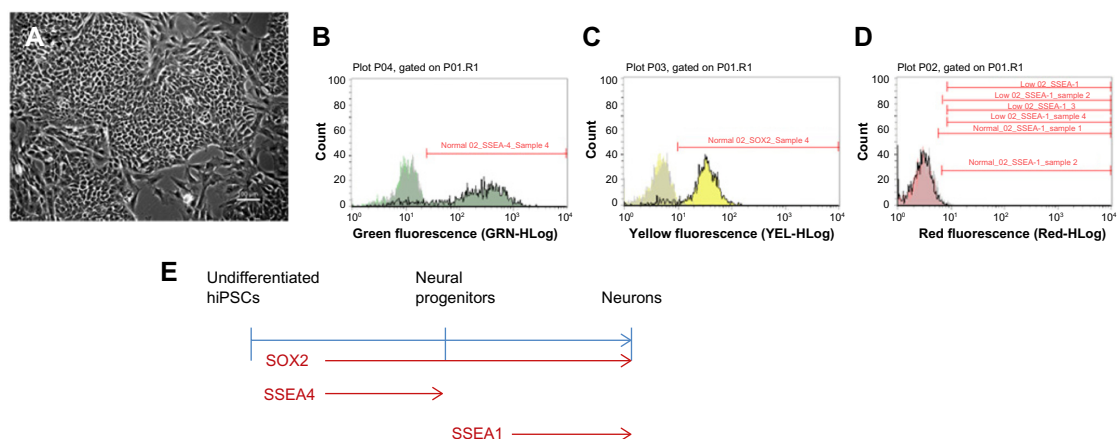 A
B
Plot P04, gated on P01.R1
Count
100
80
60
40
20
0
Normal 02_SSEA-4_Sample 4
10⁰
10¹
10²
10³
10⁴
Green fluorescence (GRN-HLog)
C
Plot P03, gated on P01.R1
Count
100
80
60
40
20
0
Normal 02_SOX2_Sample 4
10⁰
10¹
10²
10³
10⁴
Yellow fluorescence (YEL-HLog)
D
Plot P02, gated on P01.R1
Count
100
80
60
40
20
0
Low 02_SSEA-1
Low 02_SSEA-1_sample 2
Low 02_SSEA-1_3
Low 02_SSEA-1_sample 4
Normal_02_SSEA-1_sample 1
Normal_02_SSEA-1_sample 2
10⁰
10¹
10²
10³
10⁴
Red fluorescence (Red-HLog)
E
Undifferentiated
hiPSCs
Neural
progenitors
Neurons
SOX2
SSEA4
SSEA1